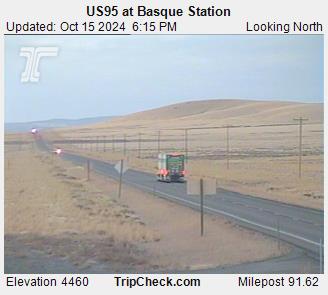 US95 at Basque Station
Updated: Oct 15 2024 6:15 PM Looking North
Elevation 4460 TripCheck.com Milepost 91.62